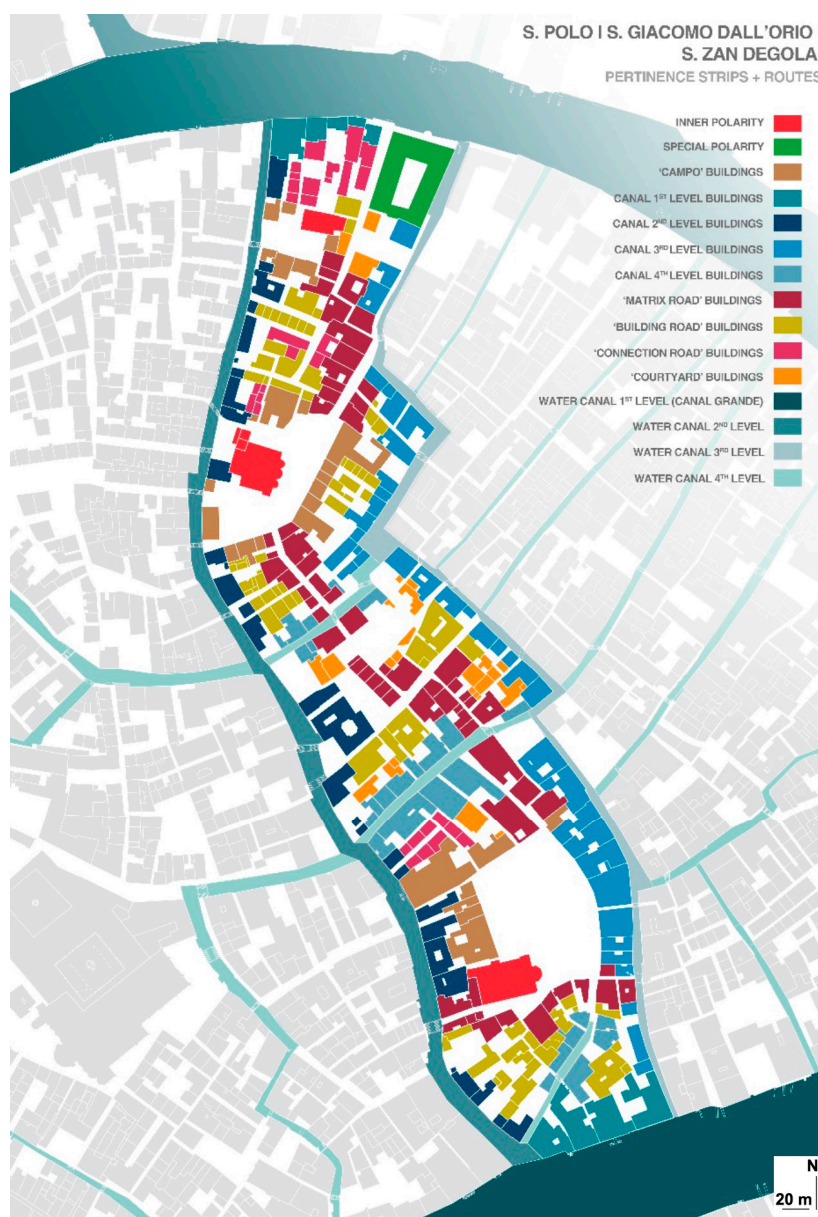 S. POLO I S. GIACOMO DALL'ORIO
S. ZAN DEGOLA
PERTINENCE STRIPS + ROUTES
INNER POLARITY
SPECIAL POLARITY
'CAMPO' BUILDINGS
CANAL 1ST LEVEL BUILDINGS
CANAL 2ND LEVEL BUILDINGS
CANAL 3RD LEVEL BUILDINGS
CANAL 4TH LEVEL BUILDINGS
'MATRIX ROAD' BUILDINGS
'BUILDING ROAD' BUILDINGS
'CONNECTION ROAD' BUILDINGS
'COURTYARD' BUILDINGS
WATER CANAL 1ST LEVEL (CANAL GRANDE)
WATER CANAL 2ND LEVEL
WATER CANAL 3RD LEVEL
WATER CANAL 4TH LEVEL
N
20 m